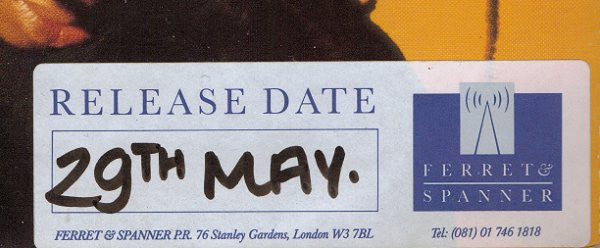 RELEASE DATE
29TH MAY.
FERRET & SPANNER P.R. 76 Stanley Gardens, London W3 7BL
FERRET &
SPANNER
Tel: (081) 01 746 1818